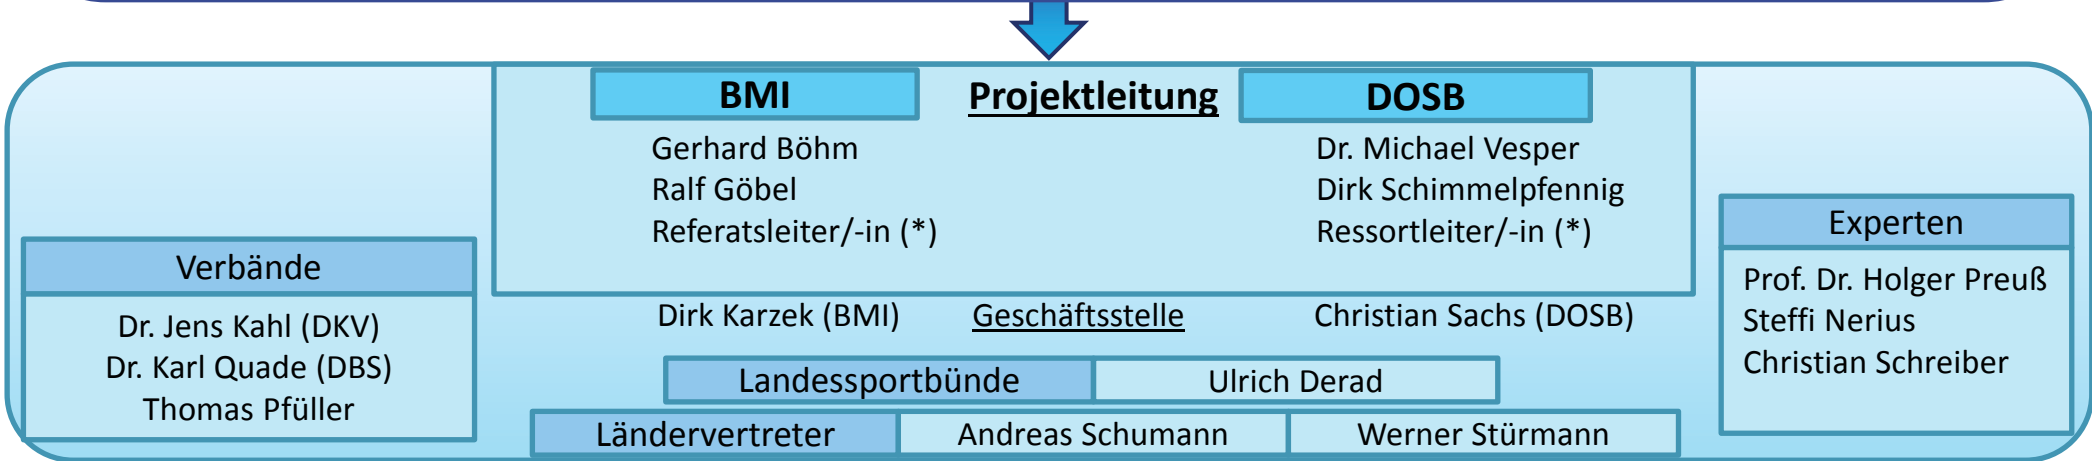 BMI
Projektleitung
DOSB
Gerhard Böhm
Ralf Göbel
Referatsleiter/-in (*)
Dr. Michael Vesper
Dirk Schimmelpfennig
Ressortleiter/-in (*)
Verbände
Dr. Jens Kahl (DKV)
Dr. Karl Quade (DBS)
Thomas Pfüller
Dirk Karzek (BMI)
Geschäftsstelle
Christian Sachs (DOSB)
Landessportbünde
Ulrich Derad
Ländervertreter
Andreas Schumann
Werner Stürmann
Experten
Prof. Dr. Holger Preuß
Steffi Nerius
Christian Schreiber